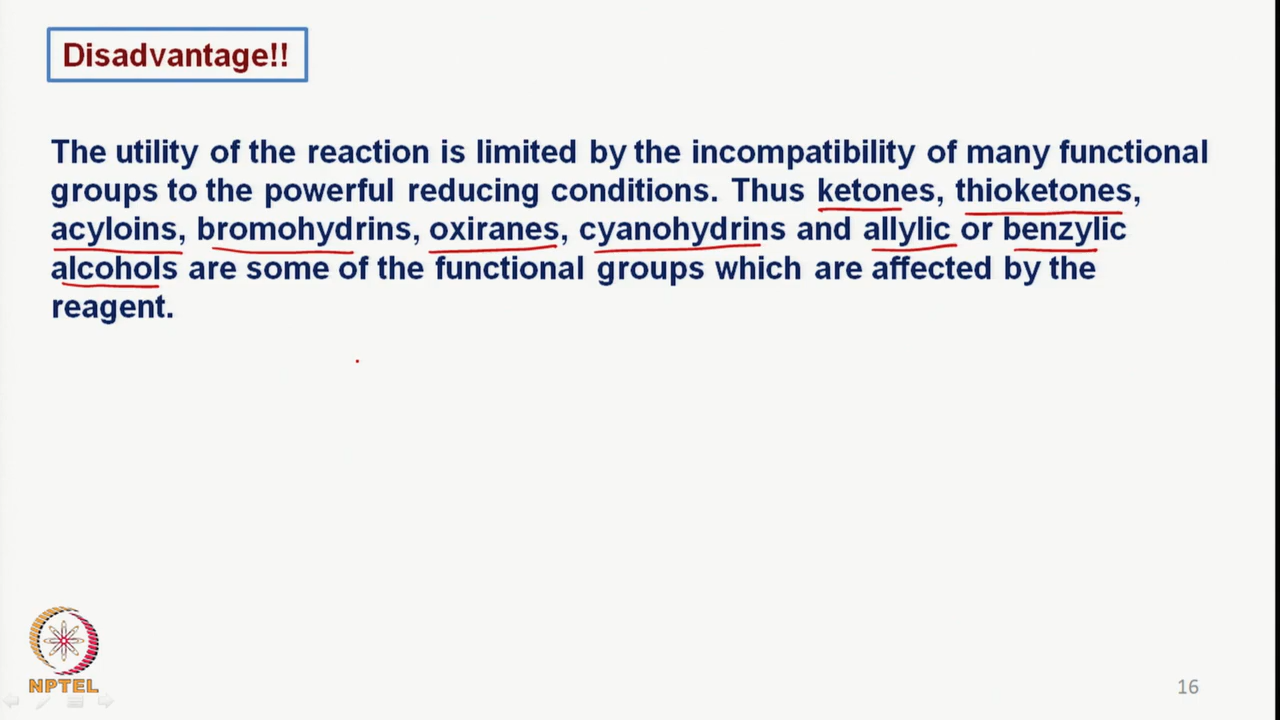 Disadvantage!!
The utility of the reaction is limited by the incompatibility of many functional
groups to the powerful reducing conditions. Thus ketones, thioketones,
acyloins, bromohydrins, oxiranes, cyanohydrins and allylic or benzylic
alcohols are some of the functional groups which are affected by the
reagent.
NPTEL
16